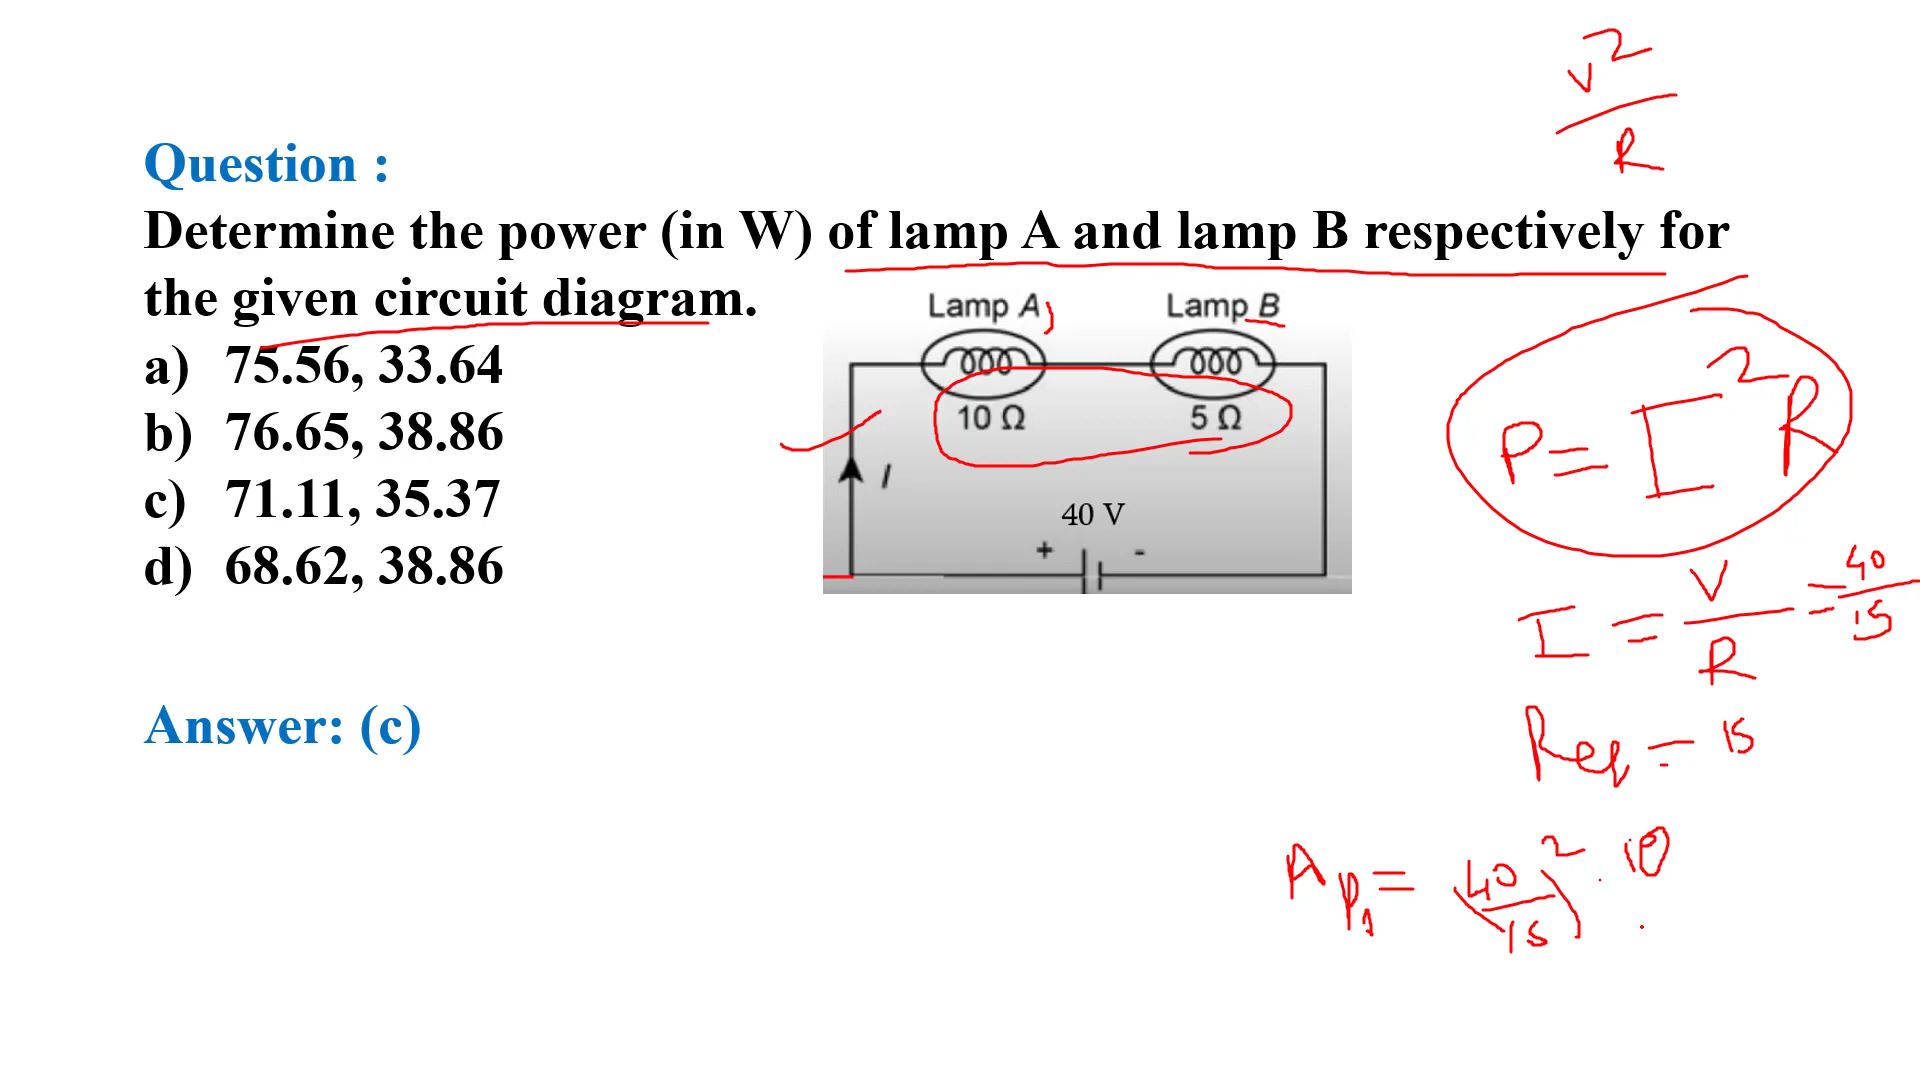 V²
/
R
Question :
Determine the power (in W) of lamp A and lamp B respectively for
the given circuit diagram.
a) 75.56, 33.64
b) 76.65, 38.86
c) 71.11, 35.37
d) 68.62, 38.86
Lamp A
Lamp B
10 Ω
5 Ω
I
40 V
+ -
P = I²R
I = V/R = 40/15
Req = 15
Answer: (c)
A P₁ = (40/15)² . 10